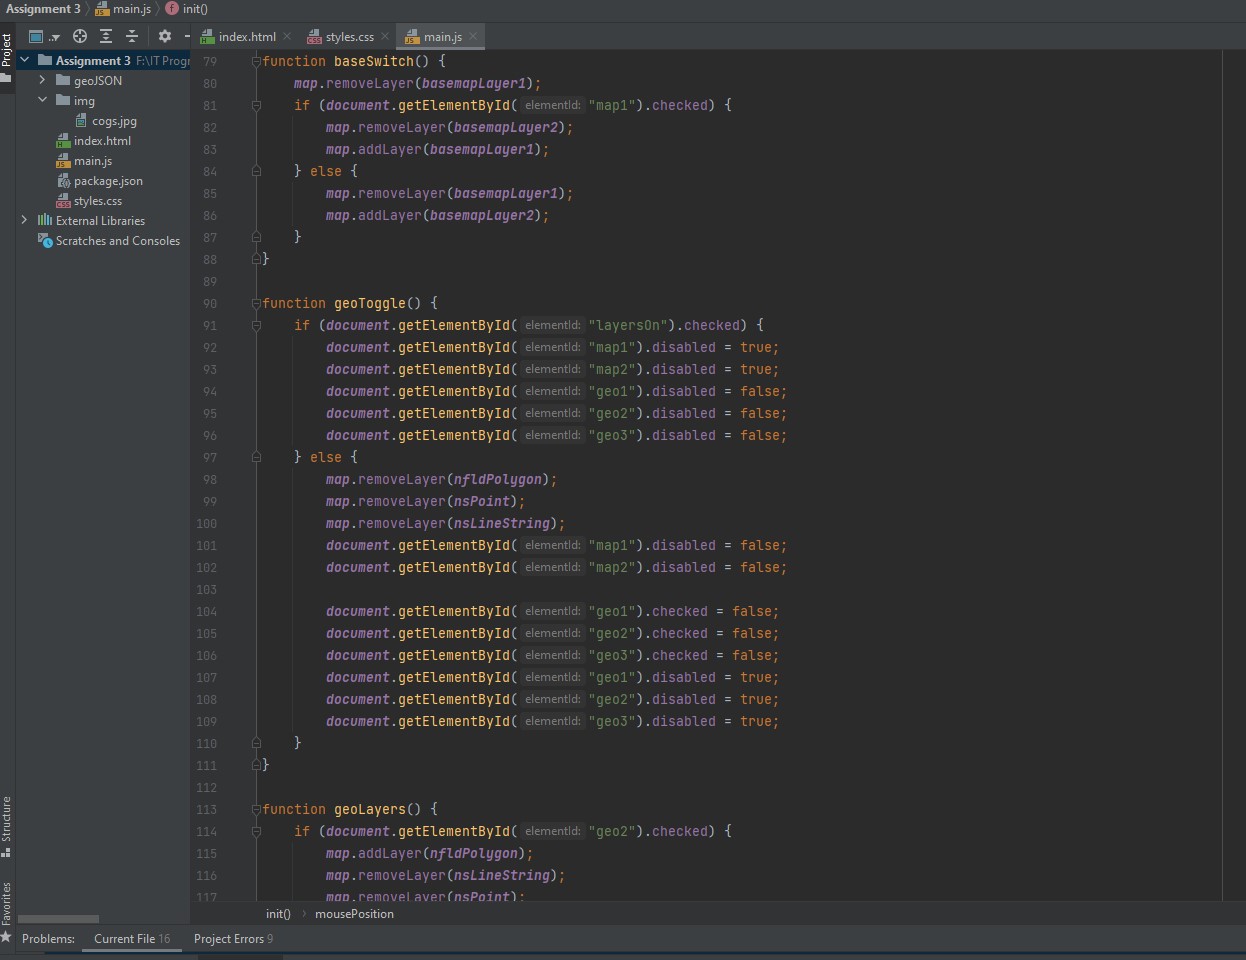 Assignment 3 main.js init()
Project
index.html styles.css main.js
Assignment 3 F:\IT Progr
geoJSON
img
cogs.jpg
index.html
main.js
package.json
styles.css
External Libraries
Scratches and Consoles
79 function baseSwitch() {
80 map.removeLayer(basemapLayer1);
81 if (document.getElementById( elementId: "map1").checked) {
82 map.removeLayer(basemapLayer2);
83 map.addLayer(basemapLayer1);
84 } else {
85 map.removeLayer(basemapLayer1);
86 map.addLayer(basemapLayer2);
87 }
88 }
89
90 function geoToggle() {
91 if (document.getElementById( elementId: "layersOn").checked) {
92 document.getElementById( elementId: "map1").disabled = true;
93 document.getElementById( elementId: "map2").disabled = true;
94 document.getElementById( elementId: "geo1").disabled = false;
95 document.getElementById( elementId: "geo2").disabled = false;
96 document.getElementById( elementId: "geo3").disabled = false;
97 } else {
98 map.removeLayer(nfldPolygon);
99 map.removeLayer(nsPoint);
100 map.removeLayer(nsLineString);
101 document.getElementById( elementId: "map1").disabled = false;
102 document.getElementById( elementId: "map2").disabled = false;
103
104 document.getElementById( elementId: "geo1").checked = false;
105 document.getElementById( elementId: "geo2").checked = false;
106 document.getElementById( elementId: "geo3").checked = false;
107 document.getElementById( elementId: "geo1").disabled = true;
108 document.getElementById( elementId: "geo2").disabled = true;
109 document.getElementById( elementId: "geo3").disabled = true;
110 }
111 }
112
113 function geoLayers() {
114 if (document.getElementById( elementId: "geo2").checked) {
115 map.addLayer(nfldPolygon);
116 map.removeLayer(nsLineString);
117 map.removeLayer(nsPoint);
Structure
Favorites
init() mousePosition
Problems: Current File 16 Project Errors 9